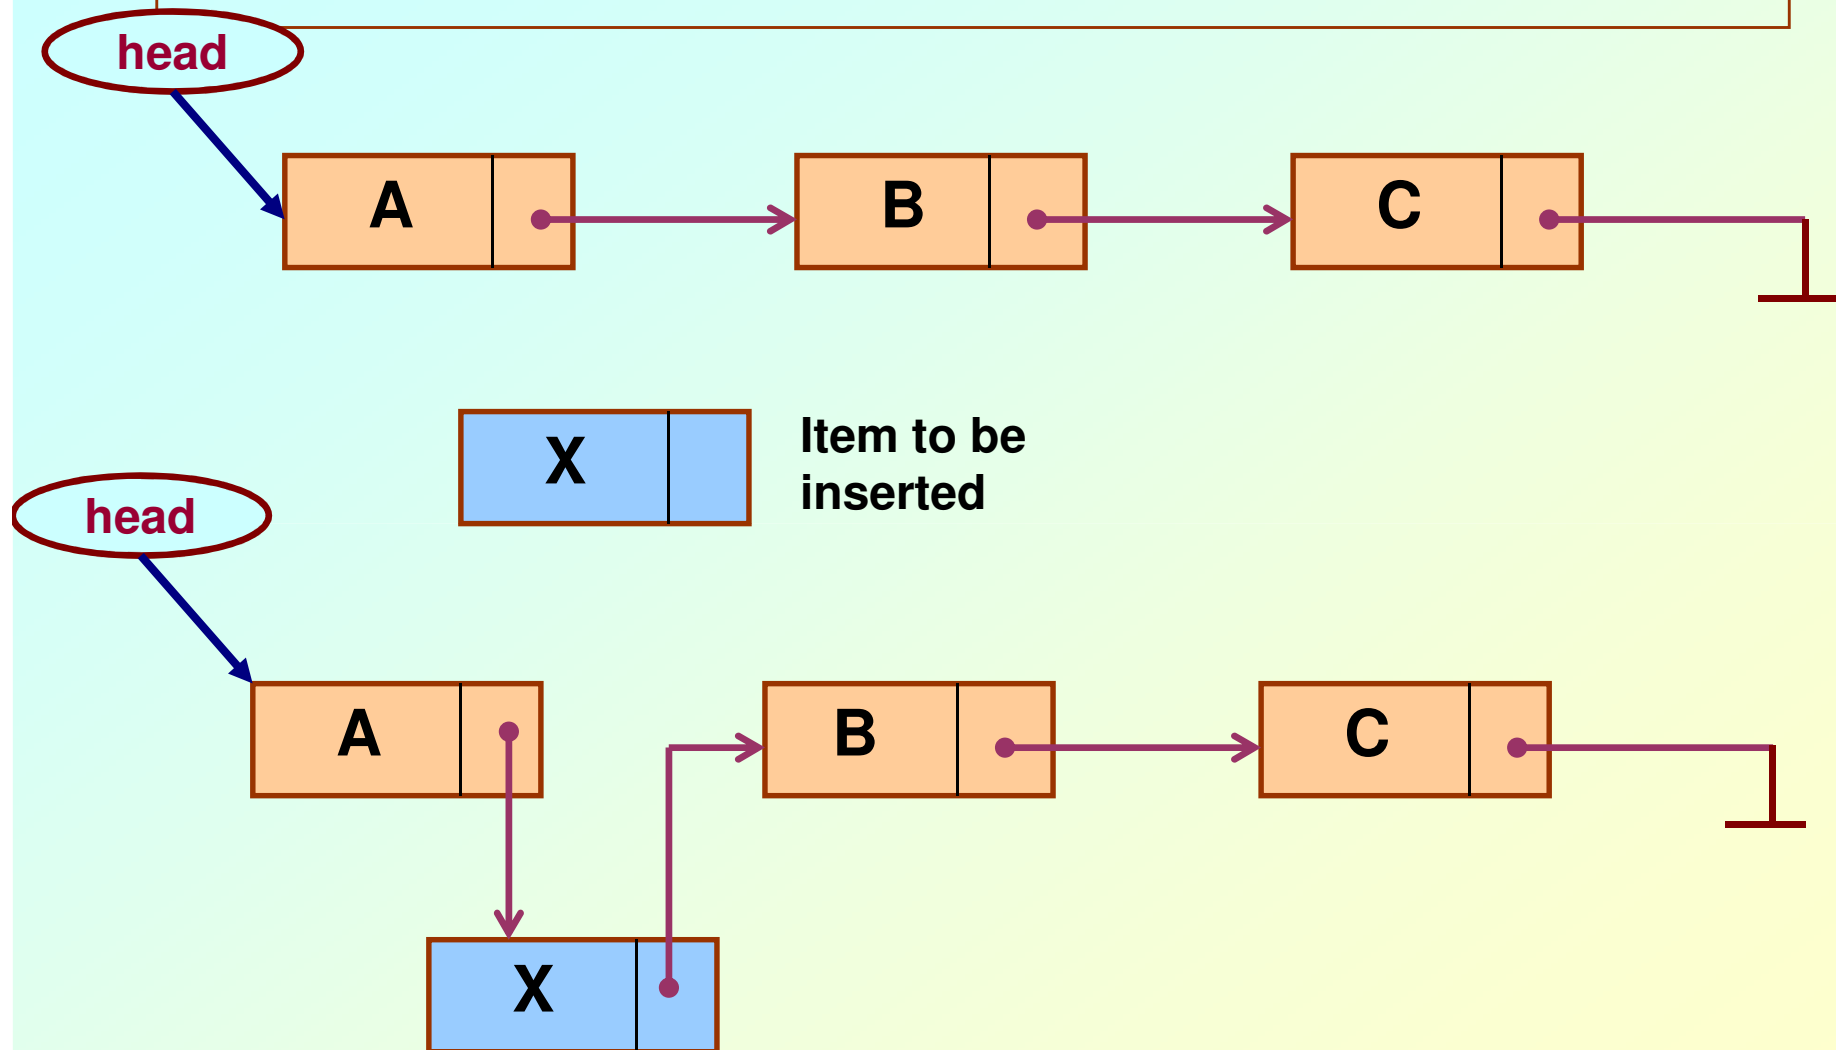 head
A B C
X Item to be
inserted
head
A B C
X